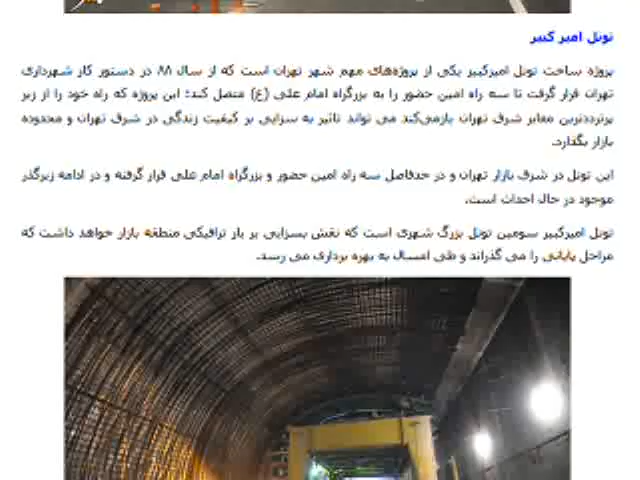 تونل امیر کبیر
پروژه ساخت تونل امیرکبیر یکی از پروژه‌های مهم شهر تهران است که از سال ۸۸ در دستور کار شهرداری
تهران قرار گرفت تا سه راه امین حضور را به بزرگراه امام علی (ع) متصل کند؛ این پروژه که راه خود را از زیر
پرترددترین معابر شرق تهران بازمی‌کند می تواند تاثیر به سزایی بر کیفیت زندگی در شرق تهران و محدوده
بازار بگذارد.
این تونل در شرق بازار تهران و در حدفاصل سه راه امین حضور و بزرگراه امام علی قرار گرفته و در ادامه زیرگذر
موجود در حال احداث است.
تونل امیرکبیر سومین تونل بزرگ شهری است که نقش بسزایی بر بار ترافیکی منطقه بازار خواهد داشت که
مراحل پایانی را می گذراند و طی امسال به بهره برداری می رسد.